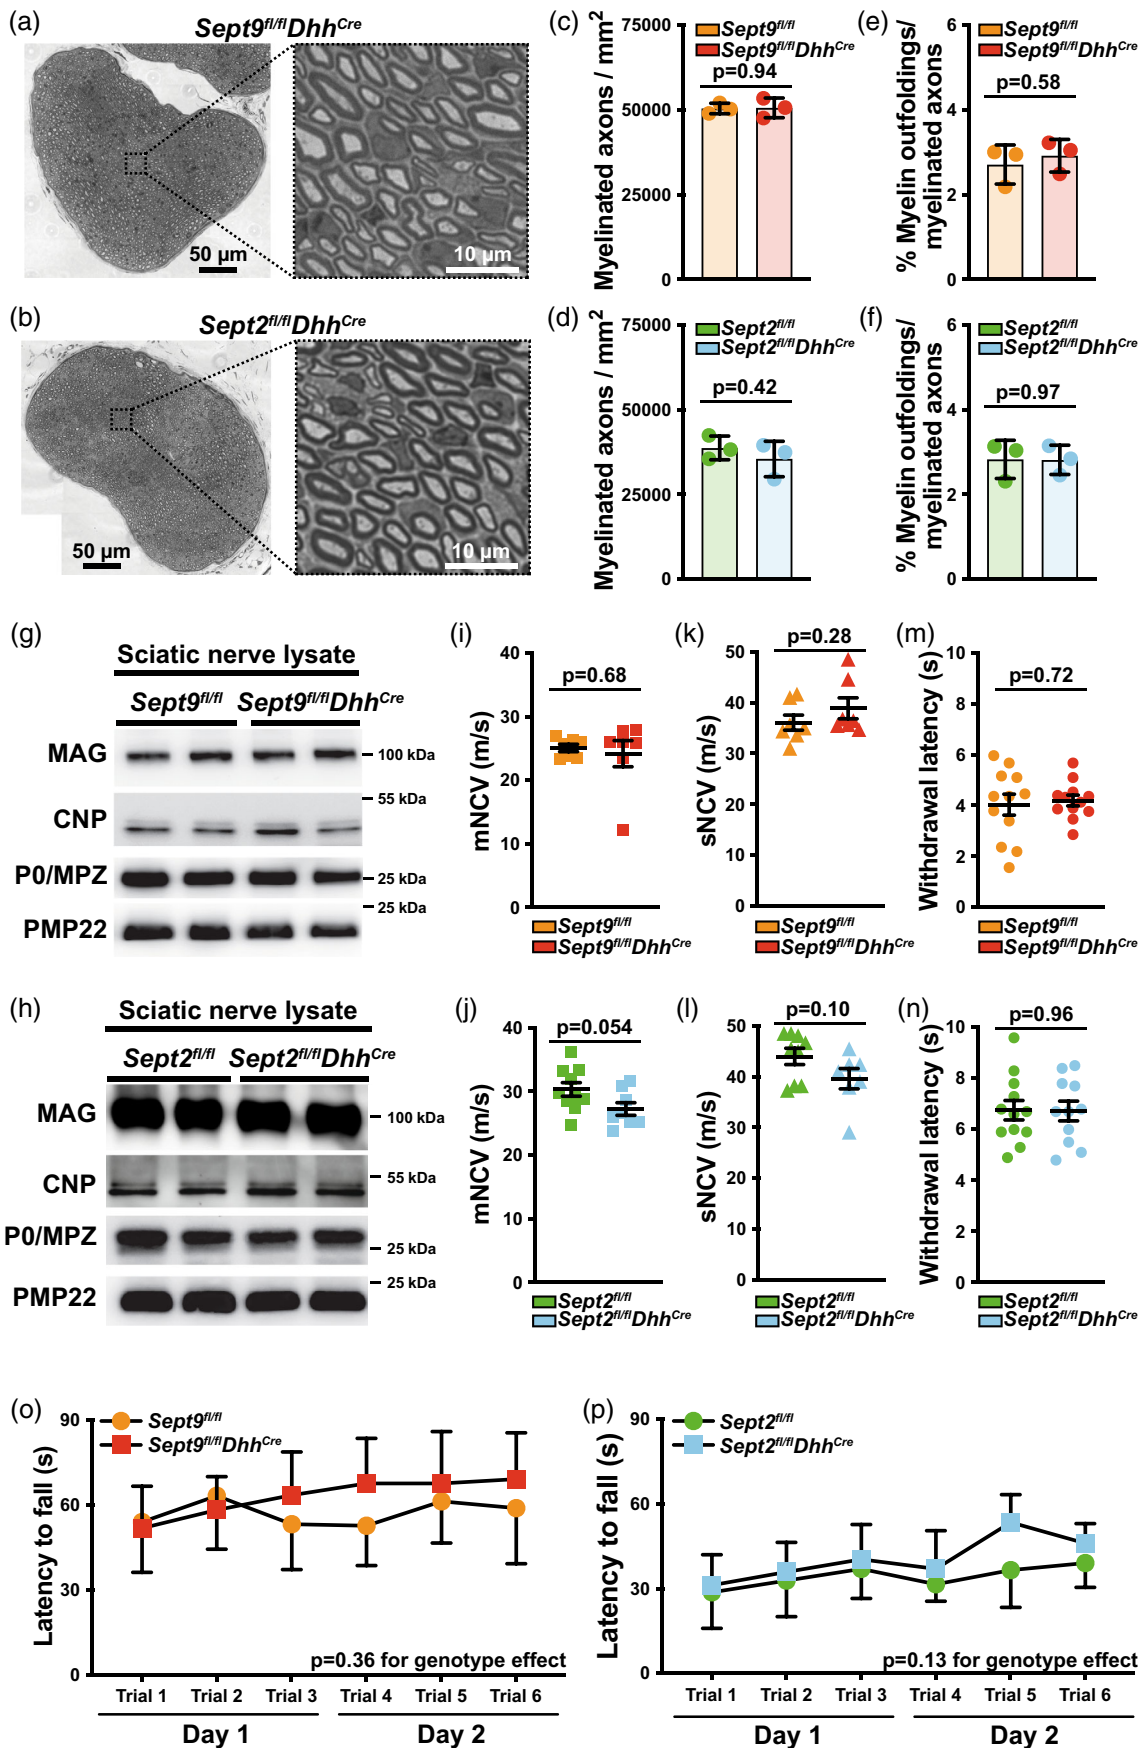 (a)
Sept9fl/flDhhCre
50 µm
10 µm
(b)
Sept2fl/flDhhCre
50 µm
10 µm
(c)
Sept9fl/fl
Sept9fl/flDhhCre
p=0.94
Myelinated axons / mm2
75000
50000
25000
0
(e)
Sept9fl/fl
Sept9fl/flDhhCre
p=0.58
% Myelin outfoldings/
myelinated axons
6
4
2
0
(d)
Sept2fl/fl
Sept2fl/flDhhCre
p=0.42
Myelinated axons / mm2
75000
50000
25000
0
(f)
Sept2fl/fl
Sept2fl/flDhhCre
p=0.97
% Myelin outfoldings/
myelinated axons
6
4
2
0
(g)
Sciatic nerve lysate
Sept9fl/fl Sept9fl/flDhhCre
MAG
100 kDa
55 kDa
CNP
P0/MPZ
25 kDa
25 kDa
PMP22
(i)
p=0.68
mNCV (m/s)
40
30
20
10
0
Sept9fl/fl
Sept9fl/flDhhCre
(k)
p=0.28
sNCV (m/s)
50
40
30
20
10
0
Sept9fl/fl
Sept9fl/flDhhCre
(m)
p=0.72
Withdrawal latency (s)
10
8
6
4
2
0
Sept9fl/fl
Sept9fl/flDhhCre
(h)
Sciatic nerve lysate
Sept2fl/fl Sept2fl/flDhhCre
MAG
100 kDa
CNP
55 kDa
P0/MPZ
25 kDa
25 kDa
PMP22
(j)
p=0.054
mNCV (m/s)
40
30
20
10
0
Sept2fl/fl
Sept2fl/flDhhCre
(l)
p=0.10
sNCV (m/s)
50
40
30
20
10
0
Sept2fl/fl
Sept2fl/flDhhCre
(n)
p=0.96
Withdrawal latency (s)
10
8
6
4
2
0
Sept2fl/fl
Sept2fl/flDhhCre
(o)
Sept9fl/fl
Sept9fl/flDhhCre
Latency to fall (s)
90
60
30
0
p=0.36 for genotype effect
Trial 1 Trial 2 Trial 3 Trial 4 Trial 5 Trial 6
Day 1 Day 2
(p)
Sept2fl/fl
Sept2fl/flDhhCre
Latency to fall (s)
90
60
30
0
p=0.13 for genotype effect
Trial 1 Trial 2 Trial 3 Trial 4 Trial 5 Trial 6
Day 1 Day 2